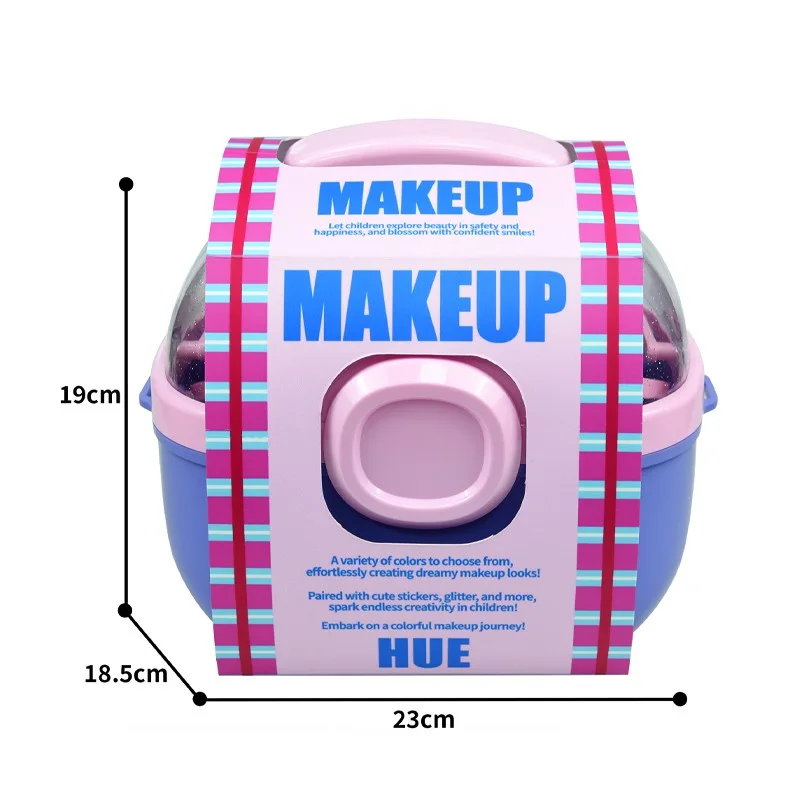 MAKEUP
Let children explore beauty in safety and
happiness, and blossom with confident smiles!
MAKEUP
19cm
A variety of colors to choose from,
effortlessly creating dreamy makeup looks!
Paired with cute stickers, glitter, and more,
spark endless creativity in children!
Embark on a colorful makeup journey!
HUE
18.5cm
23cm